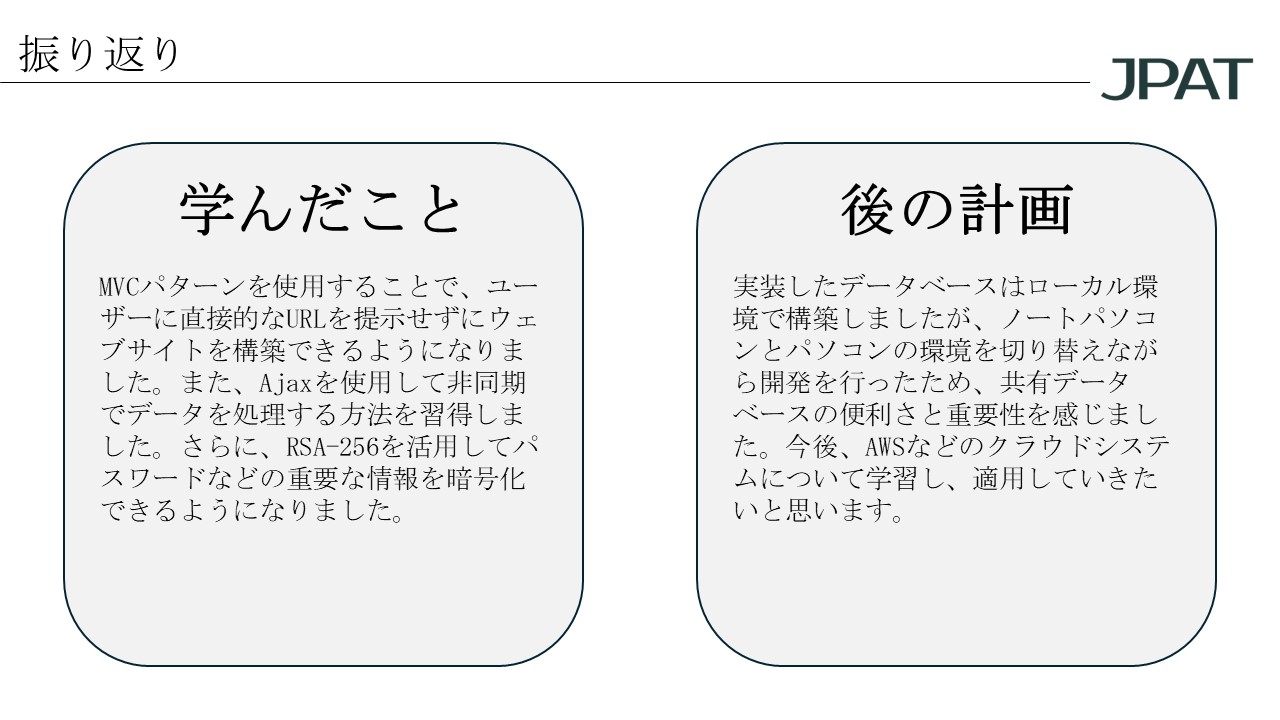 振り返り
JPAT
学んだこと
MVCパターンを使用することで、ユー
ザーに直接的なURLを提示せずにウェ
ブサイトを構築できるようになりま
した。また、Ajaxを使用して非同期
でデータを処理する方法を習得しま
した。さらに、RSA-256を活用してパ
スワードなどの重要な情報を暗号化
できるようになりました。
後の計画
実装したデータベースはローカル環
境で構築しましたが、ノートパソコ
ンとパソコンの環境を切り替えなが
ら開発を行ったため、共有データ
ベースの便利さと重要性を感じまし
た。今後、AWSなどのクラウドシステ
ムについて学習し、適用していきた
いと思います。